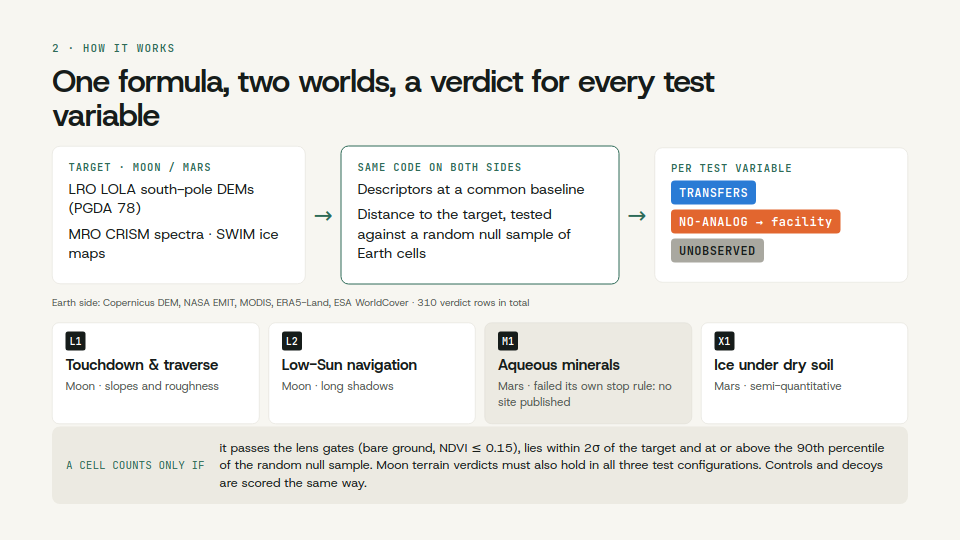 2 · HOW IT WORKS
One formula, two worlds, a verdict for every test
variable
TARGET · MOON / MARS
LRO LOLA south-pole DEMs
(PGDA 78)
MRO CRISM spectra · SWIM ice
maps
→
SAME CODE ON BOTH SIDES
Descriptors at a common baseline
Distance to the target, tested
against a random null sample of
Earth cells
→
PER TEST VARIABLE
TRANSFERS
NO-ANALOG → facility
UNOBSERVED
Earth side: Copernicus DEM, NASA EMIT, MODIS, ERA5-Land, ESA WorldCover · 310 verdict rows in total
L1
Touchdown & traverse
Moon · slopes and roughness
L2
Low-Sun navigation
Moon · long shadows
M1
Aqueous minerals
Mars · failed its own stop rule: no
site published
X1
Ice under dry soil
Mars · semi-quantitative
A CELL COUNTS ONLY IF
it passes the lens gates (bare ground, NDVI ≤ 0.15), lies within 2σ of the target and at or above the 90th percentile
of the random null sample. Moon terrain verdicts must also hold in all three test configurations. Controls and decoys
are scored the same way.